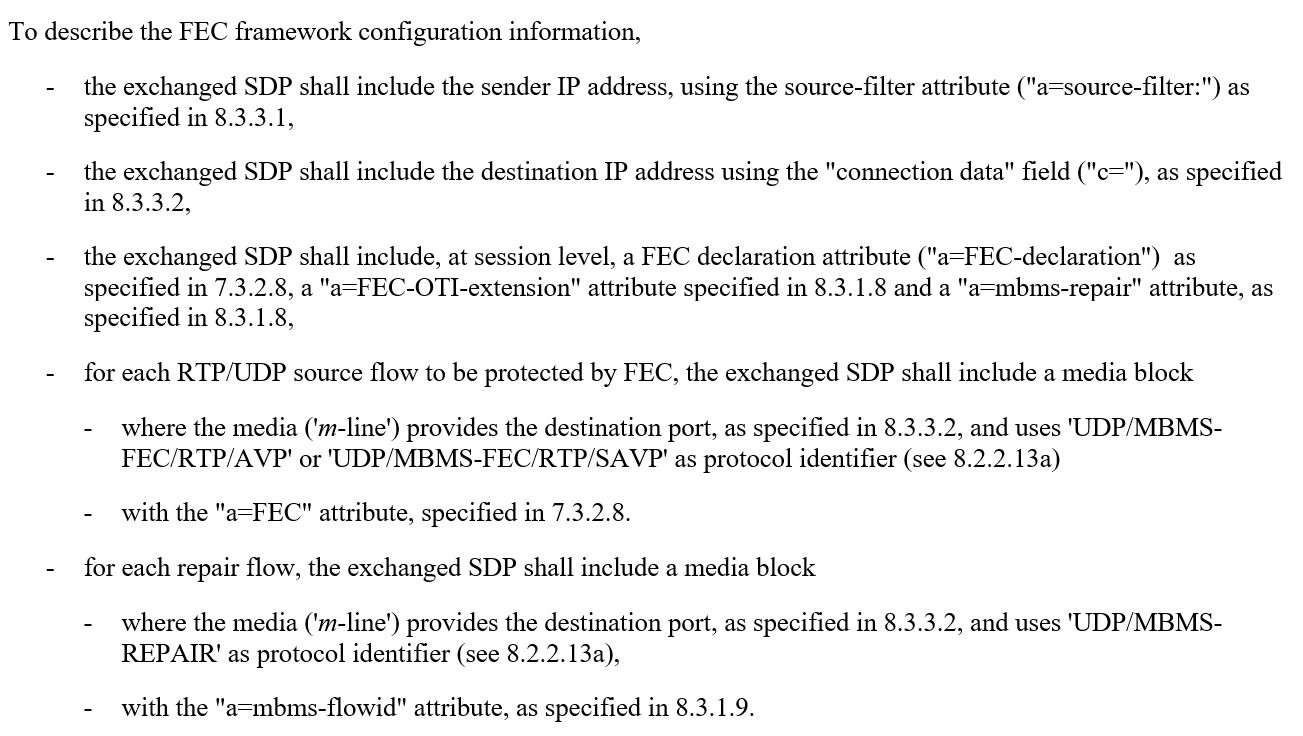 To describe the FEC framework configuration information,
- the exchanged SDP shall include the sender IP address, using the source-filter attribute ("a=source-filter:") as
specified in 8.3.3.1,
- the exchanged SDP shall include the destination IP address using the "connection data" field ("c="), as specified
in 8.3.3.2,
- the exchanged SDP shall include, at session level, a FEC declaration attribute ("a=FEC-declaration")  as
specified in 7.3.2.8, a "a=FEC-OTI-extension" attribute specified in 8.3.1.8 and a "a=mbms-repair" attribute, as
specified in 8.3.1.8,
- for each RTP/UDP source flow to be protected by FEC, the exchanged SDP shall include a media block
- where the media ('m-line') provides the destination port, as specified in 8.3.3.2, and uses 'UDP/MBMS-
FEC/RTP/AVP' or 'UDP/MBMS-FEC/RTP/SAVP' as protocol identifier (see 8.2.2.13a)
- with the "a=FEC" attribute, specified in 7.3.2.8.
- for each repair flow, the exchanged SDP shall include a media block
- where the media ('m-line') provides the destination port, as specified in 8.3.3.2, and uses 'UDP/MBMS-
REPAIR' as protocol identifier (see 8.2.2.13a),
- with the "a=mbms-flowid" attribute, as specified in 8.3.1.9.